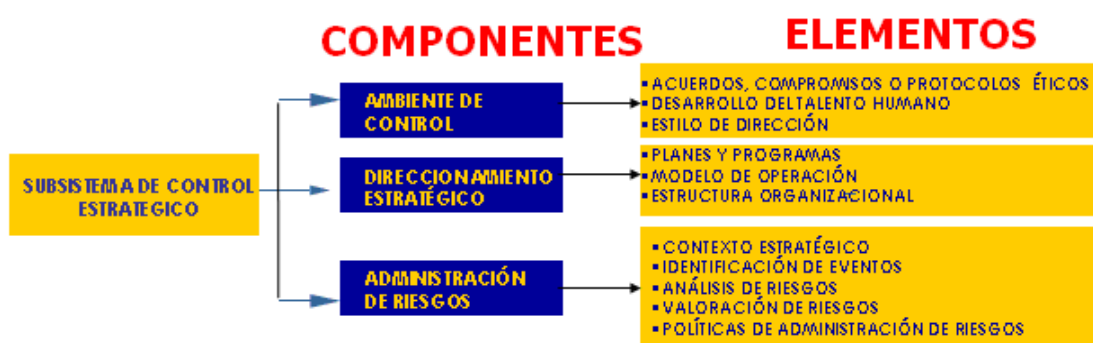 COMPONENTES
ELEMENTOS
SUBSISTEMA DE CONTROL
ESTRATEGICO
AMBIENTE DE
CONTROL
▪ACUERDOS, COMPROMISOS O PROTOCOLOS ÉTICOS
▪DESARROLLO DEL TALENTO HUMANO
▪ESTILO DE DIRECCIÓN
DIRECCIONAMIENTO
ESTRATÉGICO
▪PLANES Y PROGRAMAS
▪MODELO DE OPERACIÓN
▪ESTRUCTURA ORGANIZACIONAL
ADMINISTRACIÓN
DE RIESGOS
▪CONTEXTO ESTRATÉGICO
▪IDENTIFICACIÓN DE EVENTOS
▪ANÁLISIS DE RIESGOS
▪VALORACIÓN DE RIESGOS
▪POLÍTICAS DE ADMINISTRACIÓN DE RIESGOS